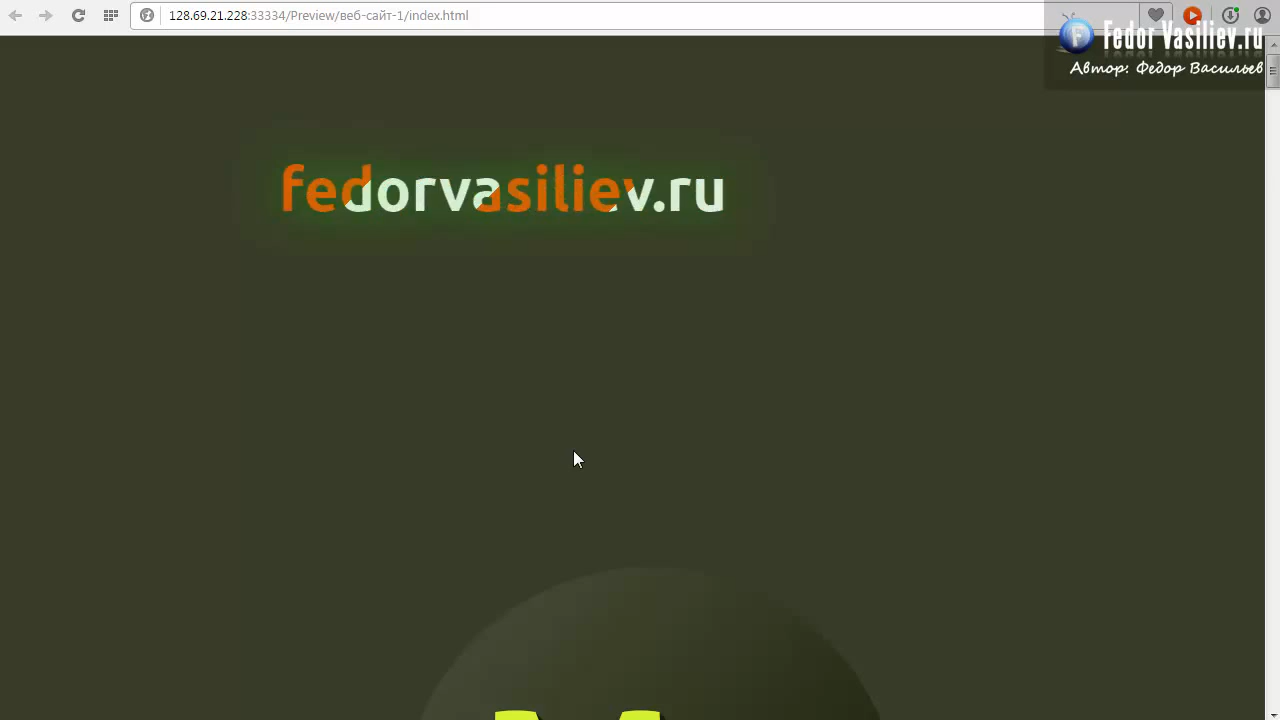 128.69.21.228:33334/Preview/веб-сайт-1/index.html
Fedor Vasiliev.ru
Автор: Федор Васильев
fedorvasiliev.ru